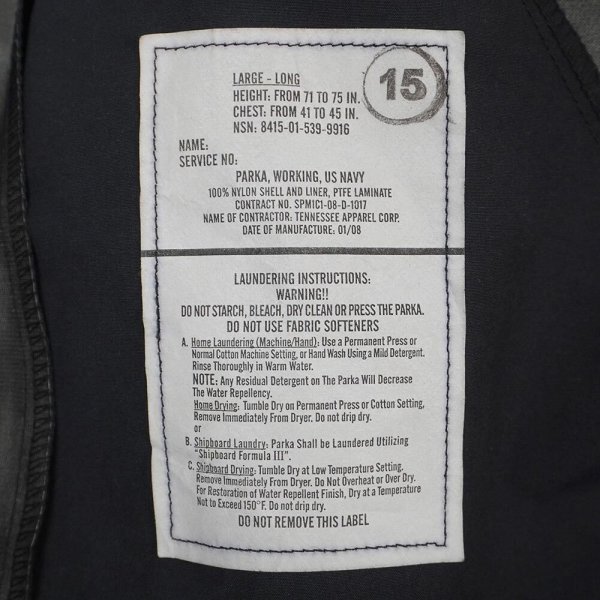 15
LARGE - LONG
HEIGHT: FROM 71 TO 75 IN.
CHEST: FROM 41 TO 45 IN.
NSN: 8415-01-539-9916
NAME:
SERVICE NO:
PARKA, WORKING, US NAVY
100% NYLON SHELL AND LINER, PTFE LAMINATE
CONTRACT NO. SPM1C1-08-D-1017
NAME OF CONTRACTOR: TENNESSEE APPAREL CORP.
DATE OF MANUFACTURE: 01/08
LAUNDERING INSTRUCTIONS:
WARNING!!
DO NOT STARCH, BLEACH, DRY CLEAN OR PRESS THE PARKA.
DO NOT USE FABRIC SOFTENERS
A. Home Laundering (Machine/Hand): Use a Permanent Press or
Normal Cotton Machine Setting, or Hand Wash Using a Mild Detergent.
Rinse Thoroughly in Warm Water.
NOTE: Any Residual Detergent on The Parka Will Decrease
The Water Repellency.
Home Drying: Tumble Dry on Permanent Press or Cotton Setting,
Remove Immediately From Dryer. Do not drip dry.
or
B. Shipboard Laundry: Parka Shall be Laundered Utilizing
"Shipboard Formula III".
C. Shipboard Drying: Tumble Dry at Low Temperature Setting.
Remove Immediately From Dryer. Do Not Overheat or Over Dry.
For Restoration of Water Repellent Finish, Dry at a Temperature
Not to Exceed 150°F. Do not drip dry.
DO NOT REMOVE THIS LABEL